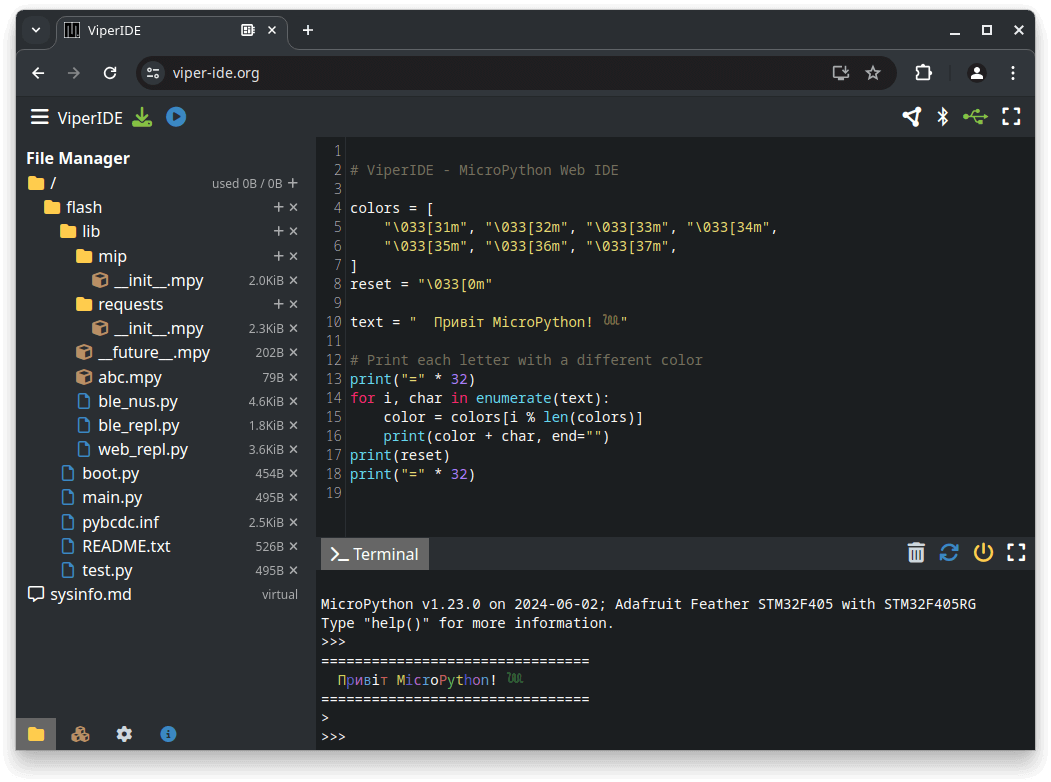 ViperIDE
viper-ide.org
ViperIDE
File Manager
/ used 0B / 0B + 
flash + ×
lib + ×
mip + ×
__init__.mpy 2.0KiB ×
requests + ×
__init__.mpy 2.3KiB ×
__future__.mpy 202B ×
abc.mpy 79B ×
ble_nus.py 4.6KiB ×
ble_repl.py 1.8KiB ×
web_repl.py 3.6KiB ×
boot.py 454B ×
main.py 495B ×
pybcdc.inf 2.5KiB ×
README.txt 526B ×
test.py 495B ×
sysinfo.md virtual
1
2 # ViperIDE - MicroPython Web IDE
3
4 colors = [
5 "\033[31m", "\033[32m", "\033[33m", "\033[34m",
6 "\033[35m", "\033[36m", "\033[37m",
7 ]
8 reset = "\033[0m"
9
10 text = "  Привіт MicroPython! 𓆙"
11
12 # Print each letter with a different color
13 print("=" * 32)
14 for i, char in enumerate(text):
15 color = colors[i % len(colors)]
16 print(color + char, end="")
17 print(reset)
18 print("=" * 32)
19
>_ Terminal
MicroPython v1.23.0 on 2024-06-02; Adafruit Feather STM32F405 with STM32F405RG
Type "help()" for more information.
>>>
================================
Привіт MicroPython! 𓆙
================================
>
>>>